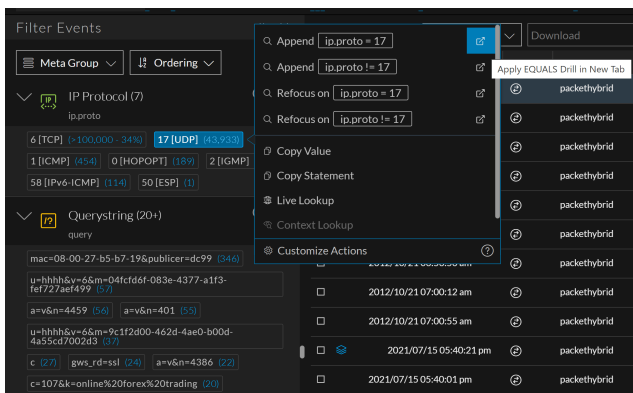 Filter Events
Meta Group
Ordering
IP Protocol (7)
ip.proto
6 [TCP] (>100,000 - 34%) 17 [UDP] (43,933)
1 [ICMP] (454) 0 [HOPOPT] (189) 2 [IGMP]
58 [IPv6-ICMP] (114) 50 [ESP] (1)
Querystring (20+)
query
mac=08-00-27-b5-b7-19&publicer=dc99 (346)
u=hhhh&v=6&m=04fcfd6f-083e-4377-a1f3-
fef727aef499 (57)
a=v&n=4459 (56) a=v&n=401 (55)
u=hhhh&v=6&m=9c1f2d00-462d-4ae0-b00d-
4a55cd7002d3 (37)
c (27) gws_rd=ssl (24) a=v&n=4386 (22)
c=107&k=online%20forex%20trading (20)
Append ip.proto = 17
Append ip.proto != 17
Refocus on ip.proto = 17
Refocus on ip.proto != 17
Copy Value
Copy Statement
Live Lookup
Context Lookup
Customize Actions
Download
Apply EQUALS Drill in New Tab
packethybrid
packethybrid
packethybrid
packethybrid
packethybrid
packethybrid
packethybrid
2012/10/21 07:00:12 am packethybrid
2012/10/21 07:00:55 am packethybrid
2021/07/15 05:40:21 pm packethybrid
2021/07/15 05:40:01 pm packethybrid